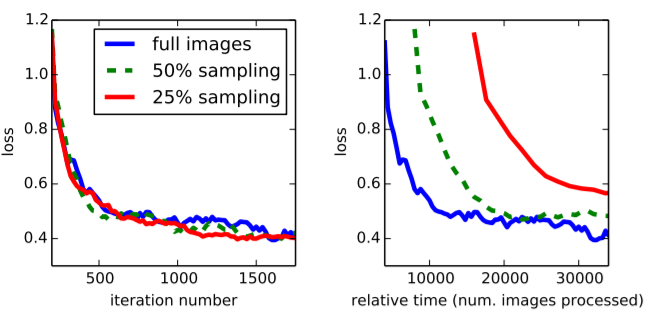 1.2
1.0
0.8
0.6
0.4
loss
full images
50% sampling
25% sampling
500 1000 1500
iteration number
1.2
1.0
0.8
0.6
0.4
loss
10000 20000 30000
relative time (num. images processed)